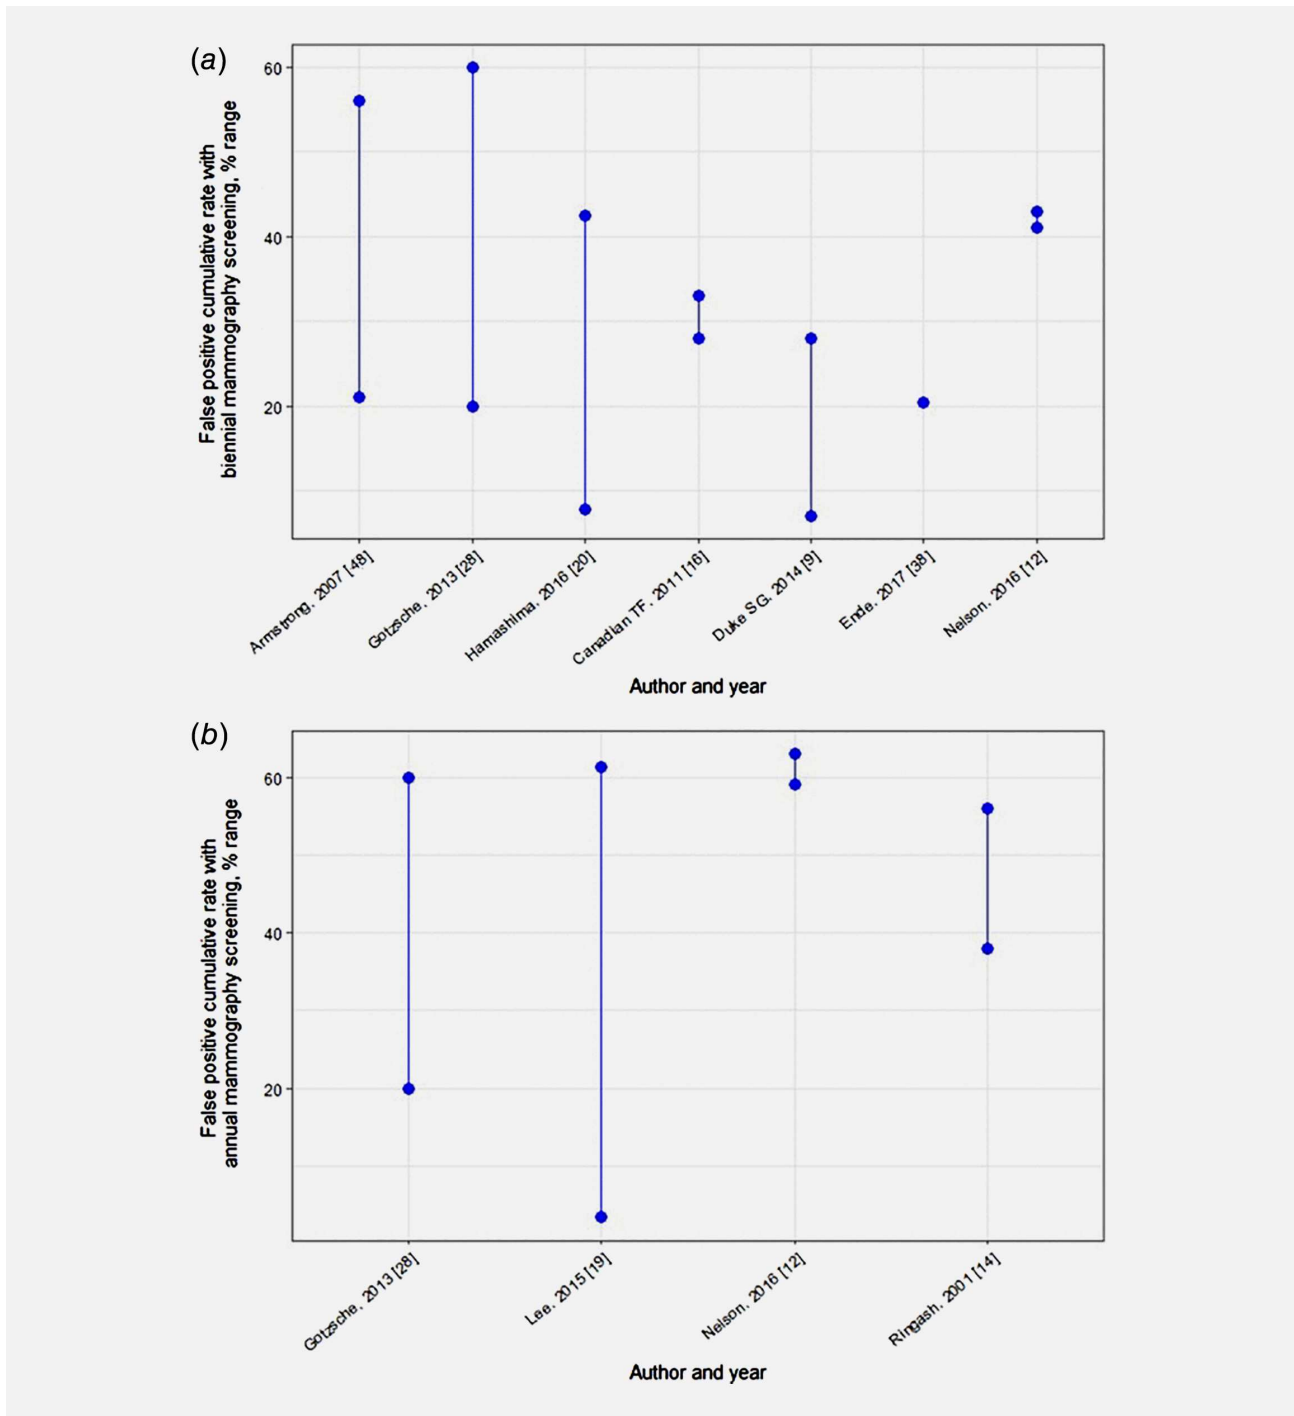 (a)
False positive cumulative rate with
biennial mammography screening, % range
60
40
20
Armstrong, 2007 [48]
Gotzsche, 2013 [28]
Hamashima, 2016 [20]
Canadian TF, 2011 [16]
Duke SG, 2014 [9]
Ende, 2017 [38]
Nelson, 2016 [12]
Author and year
(b)
False positive cumulative rate with
annual mammography screening, % range
60
40
20
Gotzsche, 2013 [28]
Lee, 2015 [19]
Nelson, 2016 [12]
Ringash, 2001 [14]
Author and year